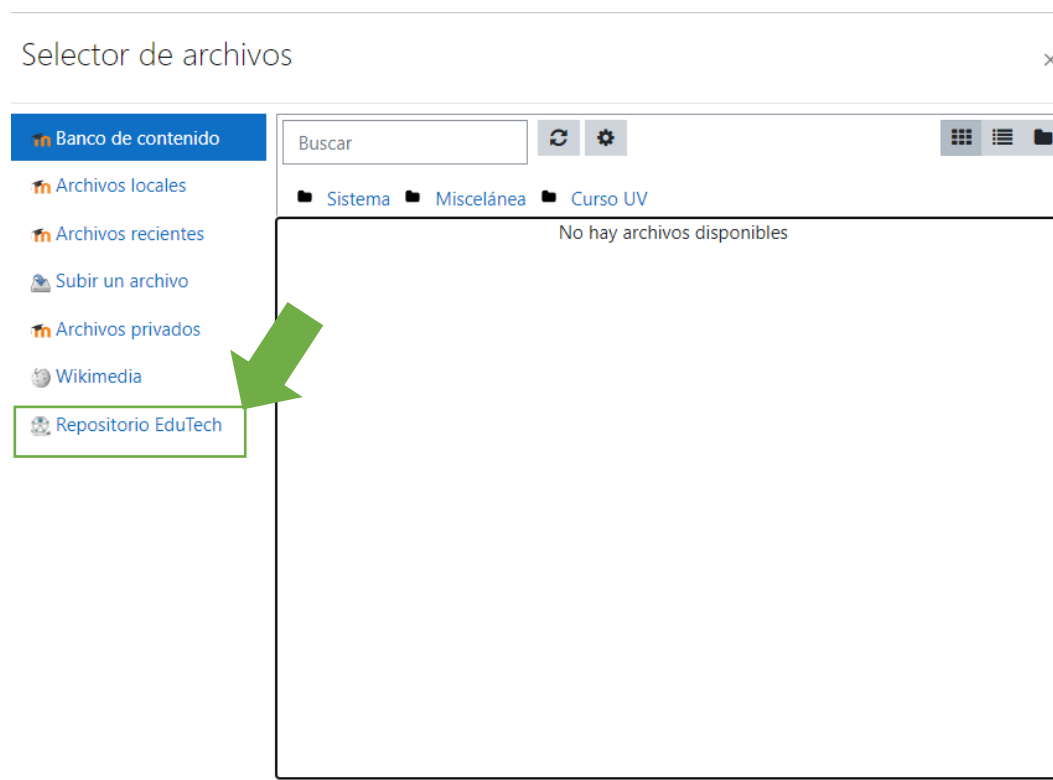 Selector de archivos
Banco de contenido
Archivos locales
Archivos recientes
Subir un archivo
Archivos privados
Wikimedia
Repositorio EduTech
Buscar
Sistema Miscelánea Curso UV
No hay archivos disponibles